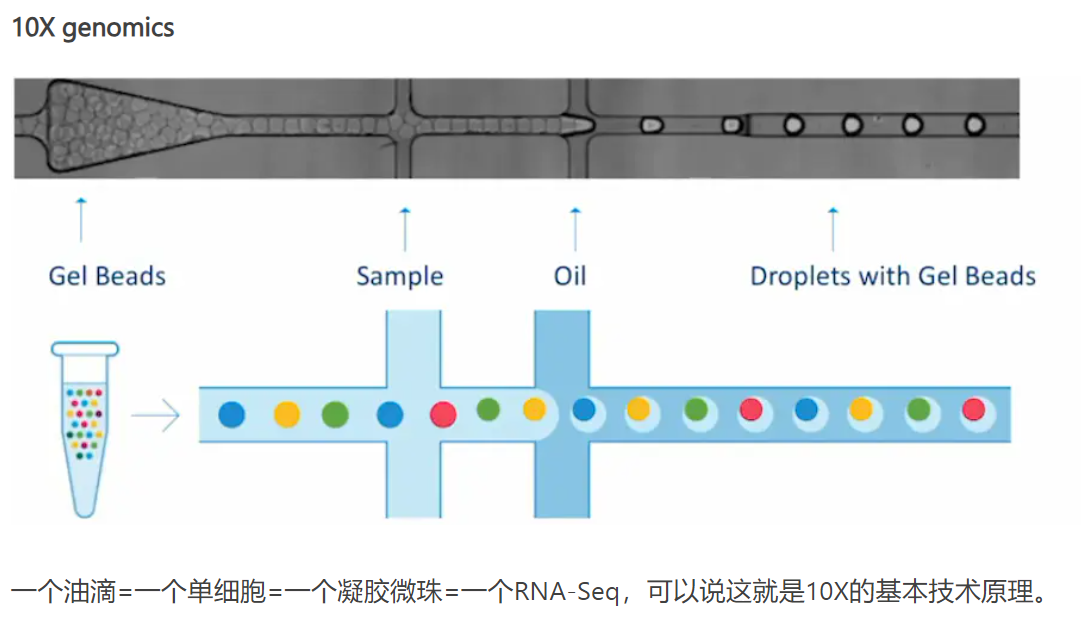 10X genomics
Gel Beads
Sample
Oil
Droplets with Gel Beads
一个油滴=一个单细胞=一个凝胶微珠=一个RNA-Seq，可以说这就是10X的基本技术原理。